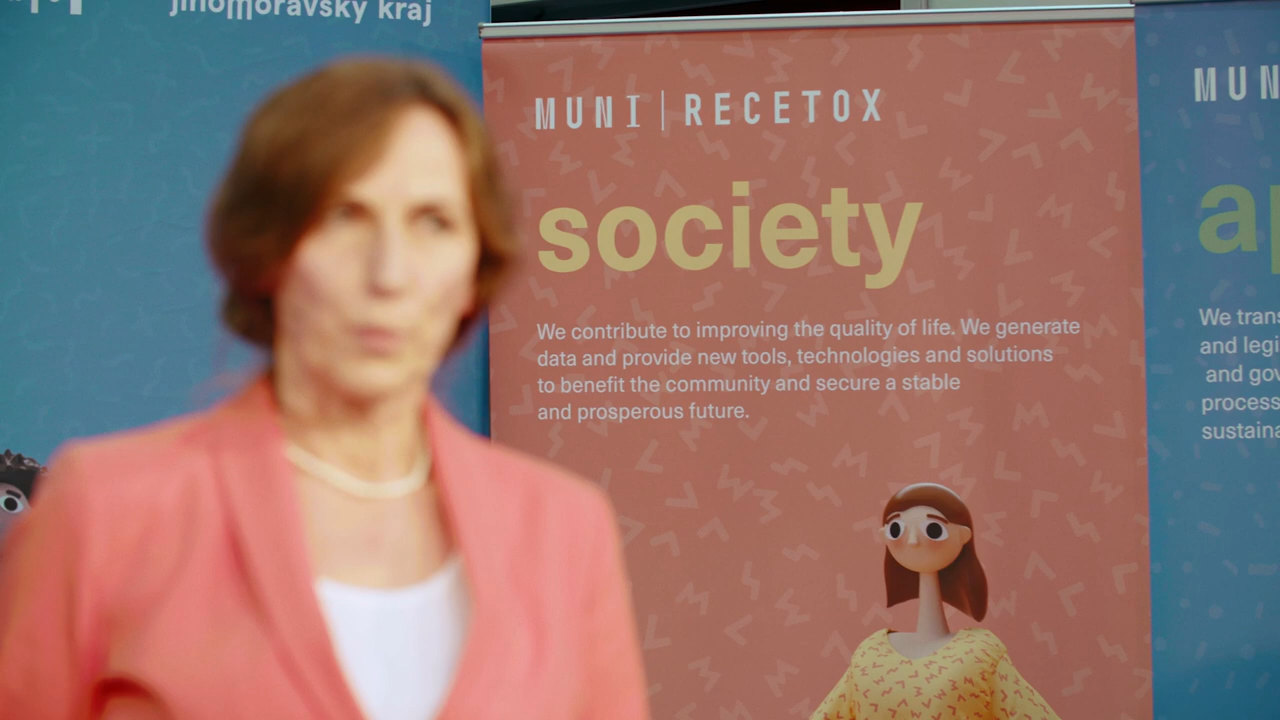 jihomoravský kraj
MUNI | RECETOX
society
We contribute to improving the quality of life. We generate
data and provide new tools, technologies and solutions
to benefit the community and secure a stable
and prosperous future.
MUN
We trans
and legi
and gov
process
sustaina